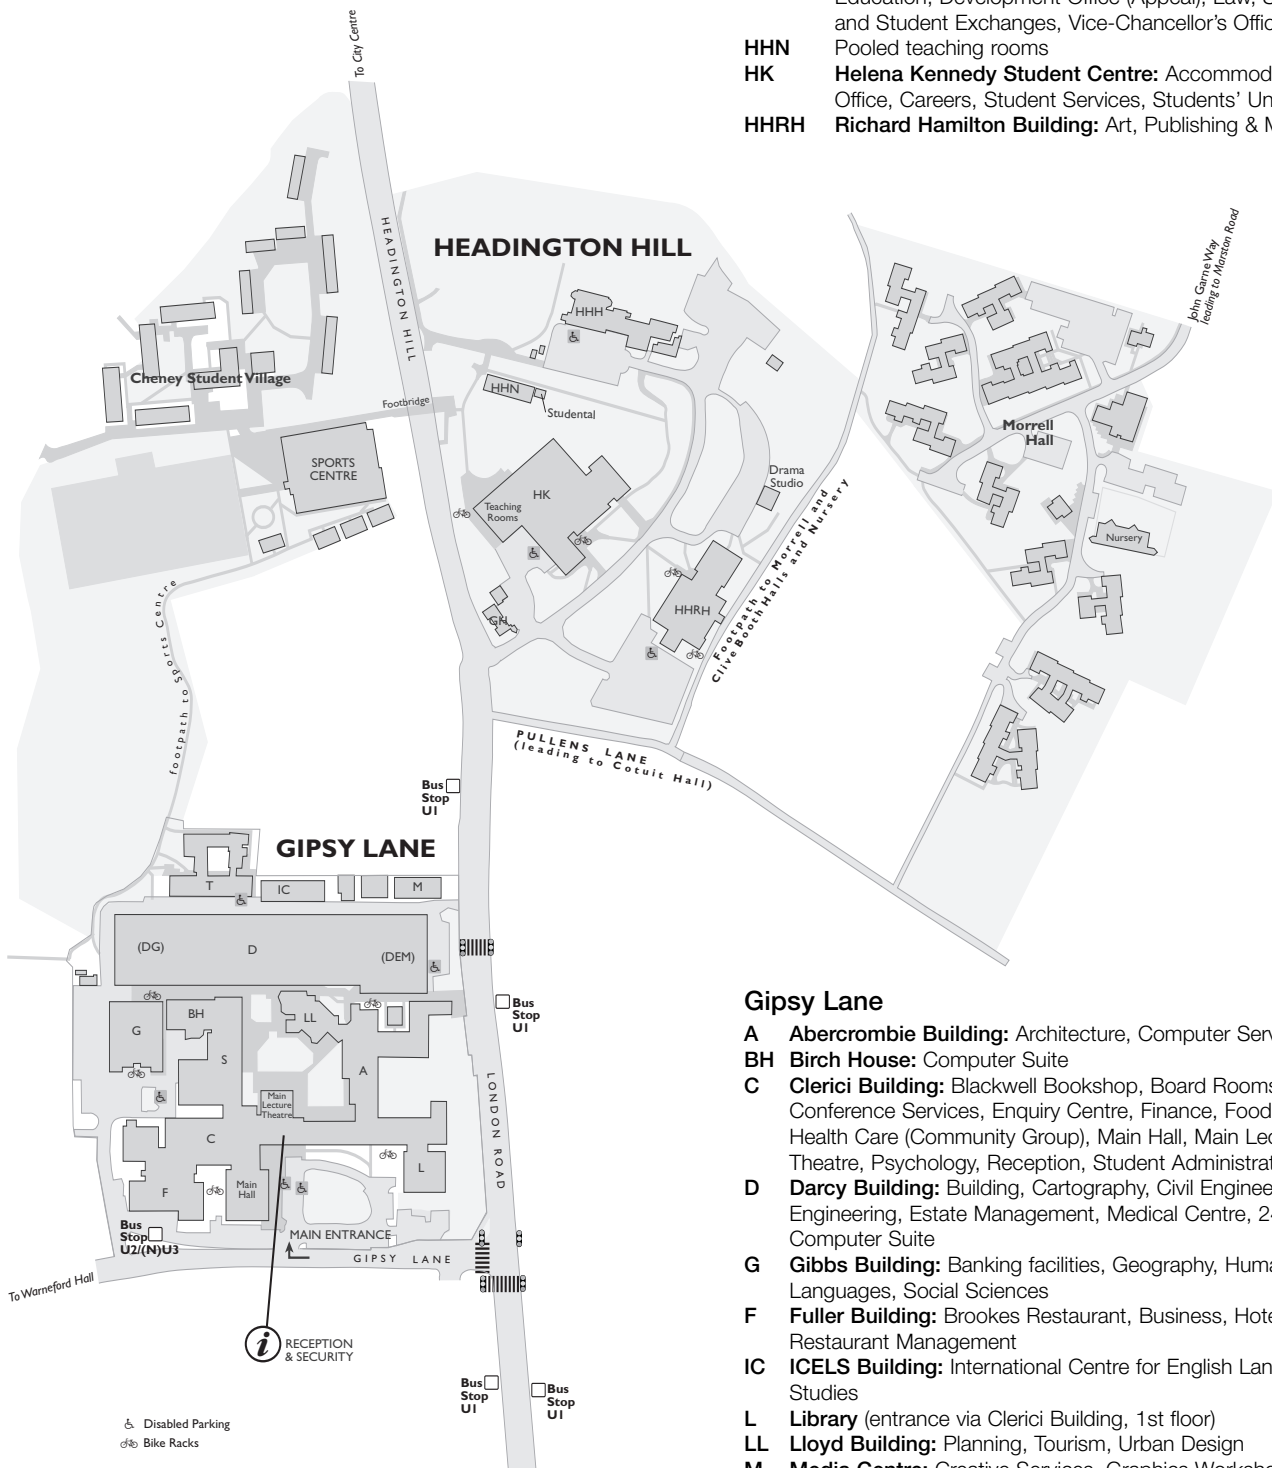 Education, Development Office (Appeal), Law, S
and Student Exchanges, Vice-Chancellor's Offic
HHN Pooled teaching rooms
HK Helena Kennedy Student Centre: Accommod
Office, Careers, Student Services, Students' Un
HHRH Richard Hamilton Building: Art, Publishing & M
To City Centre
HEADINGTON HILL
HEADINGTON HILL
John Garne Way
leading to Marston Road
HHH
Cheney Student Village
HHN
Studental
Footbridge
Morrell
Hall
SPORTS
CENTRE
Drama
Studio
HK
Teaching
Rooms
Nursery
Footpath to Morrell and
Clive Booth Halls and Nursery
footpath to Sports Centre
HHRH
GH
PULLENS LANE
(leading to Cotuit Hall)
Bus
Stop
U1
GIPSY LANE
T
IC
M
(DG)
D
(DEM)
Bus
Stop
U1
BH
LL
G
S
A
Main
Lecture
Theatre
LONDON ROAD
C
L
F
Main
Hall
Bus
Stop
U2/(N)U3
MAIN ENTRANCE
GIPSY LANE
To Warneford Hall
i RECEPTION
& SECURITY
Bus
Stop
U1
Bus
Stop
U1
Disabled Parking
Bike Racks
Gipsy Lane
A Abercrombie Building: Architecture, Computer Serv
BH Birch House: Computer Suite
C Clerici Building: Blackwell Bookshop, Board Rooms
Conference Services, Enquiry Centre, Finance, Food
Health Care (Community Group), Main Hall, Main Lec
Theatre, Psychology, Reception, Student Administrat
D Darcy Building: Building, Cartography, Civil Enginee
Engineering, Estate Management, Medical Centre, 24
Computer Suite
G Gibbs Building: Banking facilities, Geography, Huma
Languages, Social Sciences
F Fuller Building: Brookes Restaurant, Business, Hote
Restaurant Management
IC ICELS Building: International Centre for English Lan
Studies
L Library (entrance via Clerici Building, 1st floor)
LL Lloyd Building: Planning, Tourism, Urban Design
M Media Centre: Creative Services, Graphics Worksho